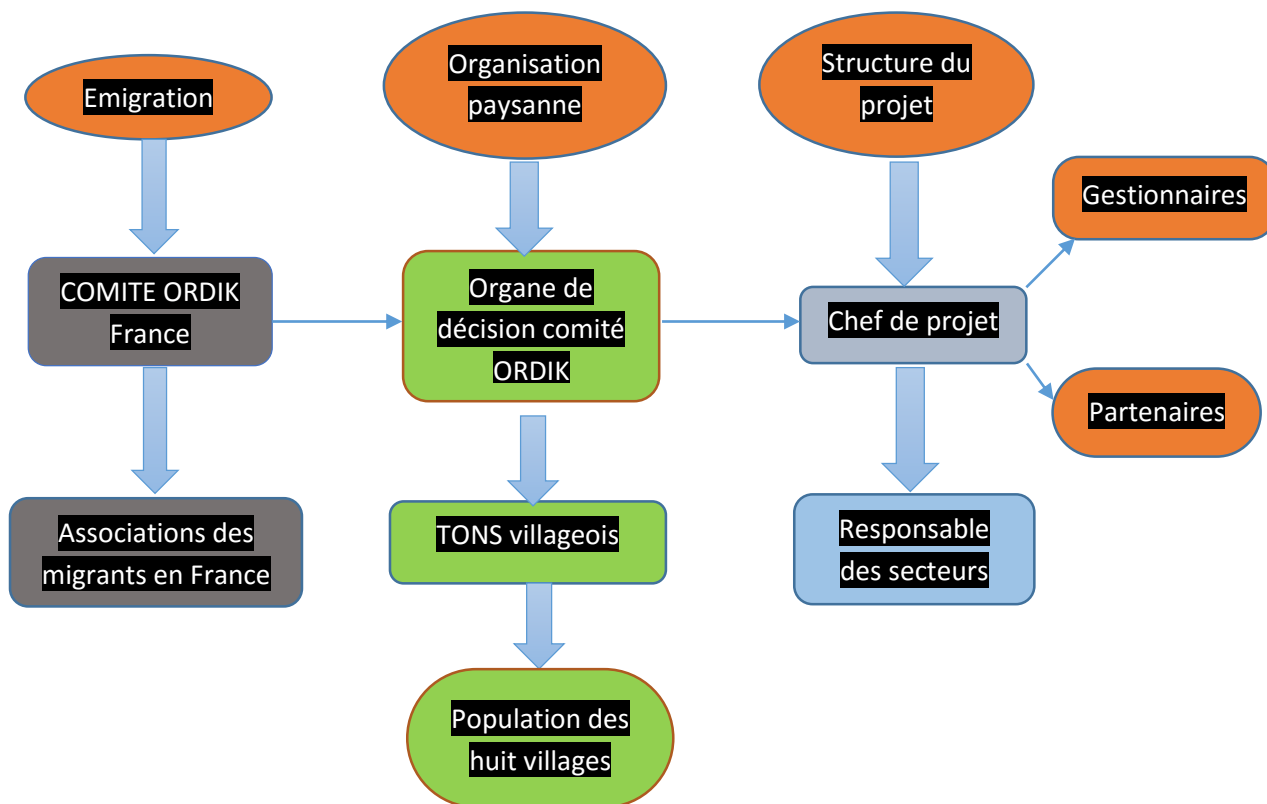 Emigration
Organisation
paysanne
Structure du
projet
Gestionnaires
COMITE ORDIK
France
Organe de
décision comité
ORDIK
Chef de projet
Partenaires
Associations des
migrants en France
TONS villageois
Responsable
des secteurs
Population des
huit villages